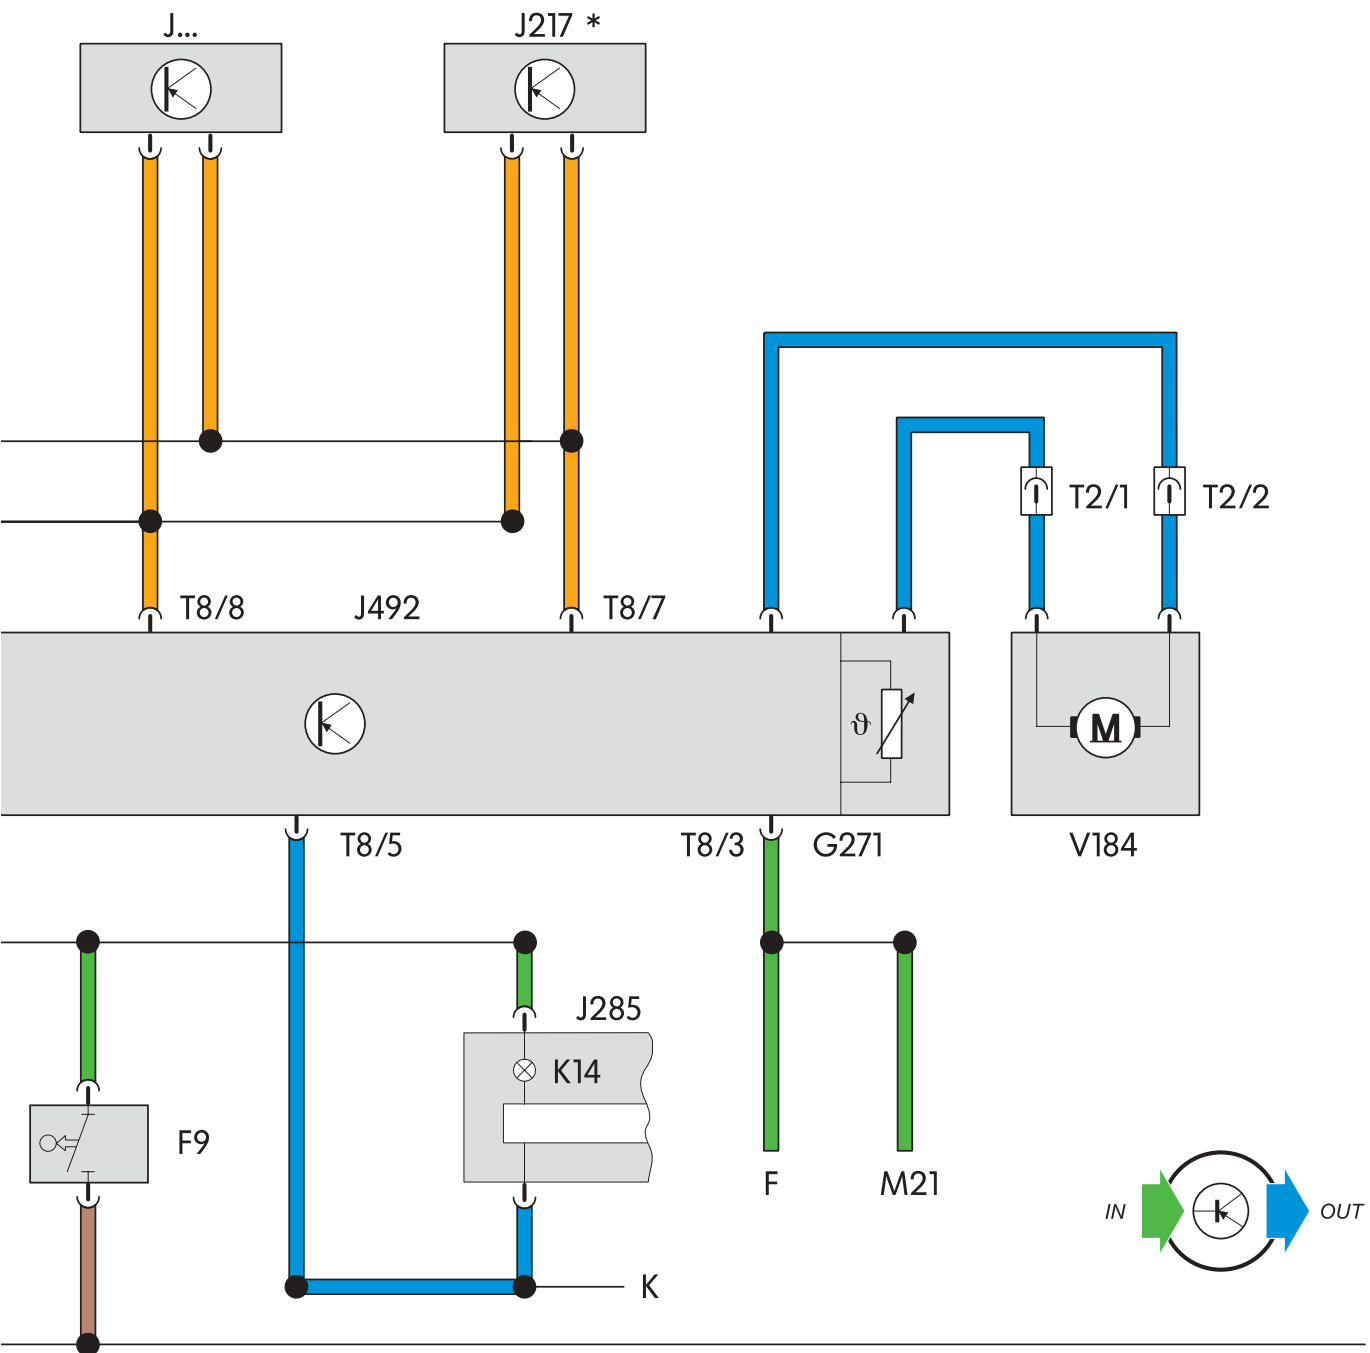 J...
J217 *
T2/1
T2/2
T8/8
J492
T8/7
ϑ
M
T8/5
T8/3
G271
V184
J285
K14
F9
F
M21
IN
OUT
K